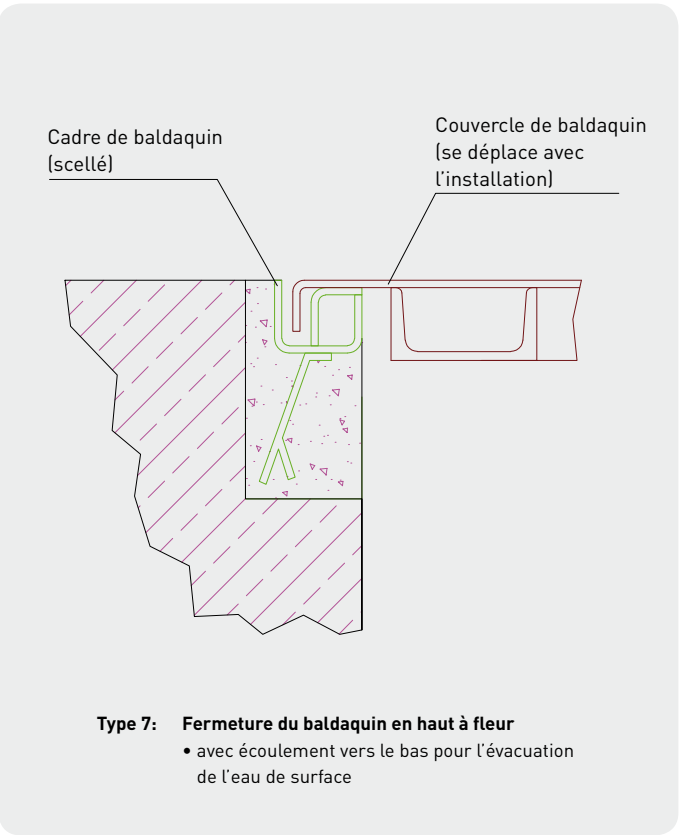 Cadre de baldaquin
(scellé)
Couvercle de baldaquin
(se déplace avec
l'installation)
Type 7: Fermeture du baldaquin en haut à fleur
• avec écoulement vers le bas pour l'évacuation
de l'eau de surface